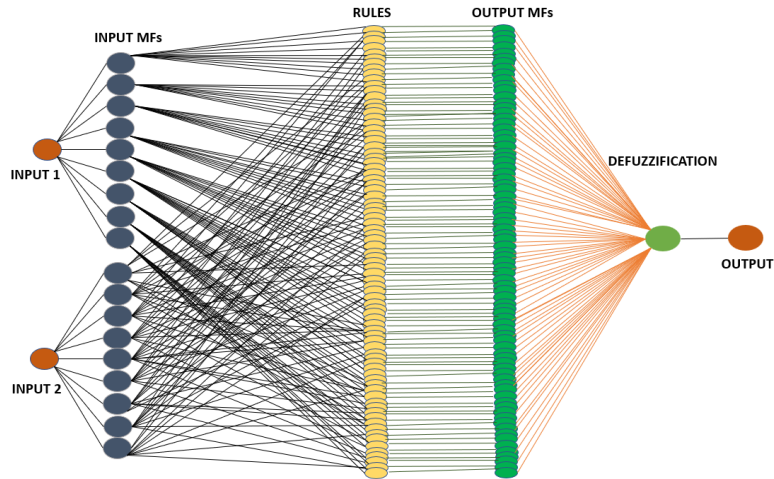 RULES
OUTPUT MFs
INPUT MFs
DEFUZZIFICATION
INPUT 1
OUTPUT
INPUT 2